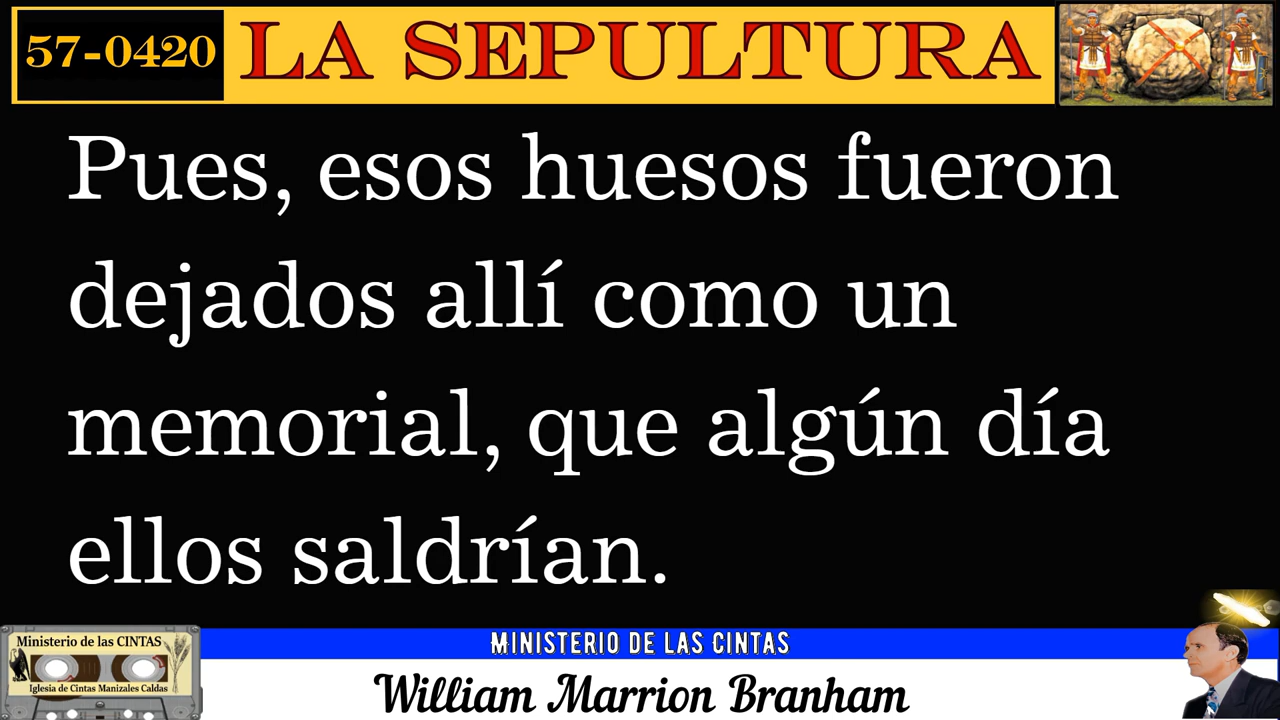 57-0420 LA SEPULTURA
Pues, esos huesos fueron
dejados allí como un
memorial, que algún día
ellos saldrían.
Ministerio de las CINTAS
Iglesia de Cintas Manizales Caldas
MINISTERIO DE LAS CINTAS
William Marrion Branham